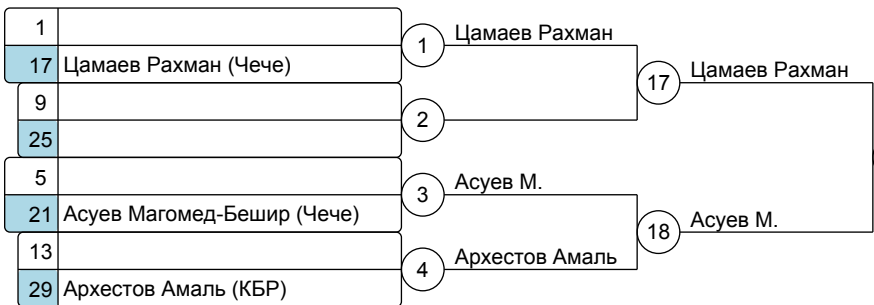 1
17 Цамаев Рахман (Чече)
9
25
5
21 Асуев Магомед-Бешир (Чече)
13
29 Архестов Амаль (КБР)
1 Цамаев Рахман
2
3 Асуев М.
4 Архестов Амаль
17 Цамаев Рахман
18 Асуев М.